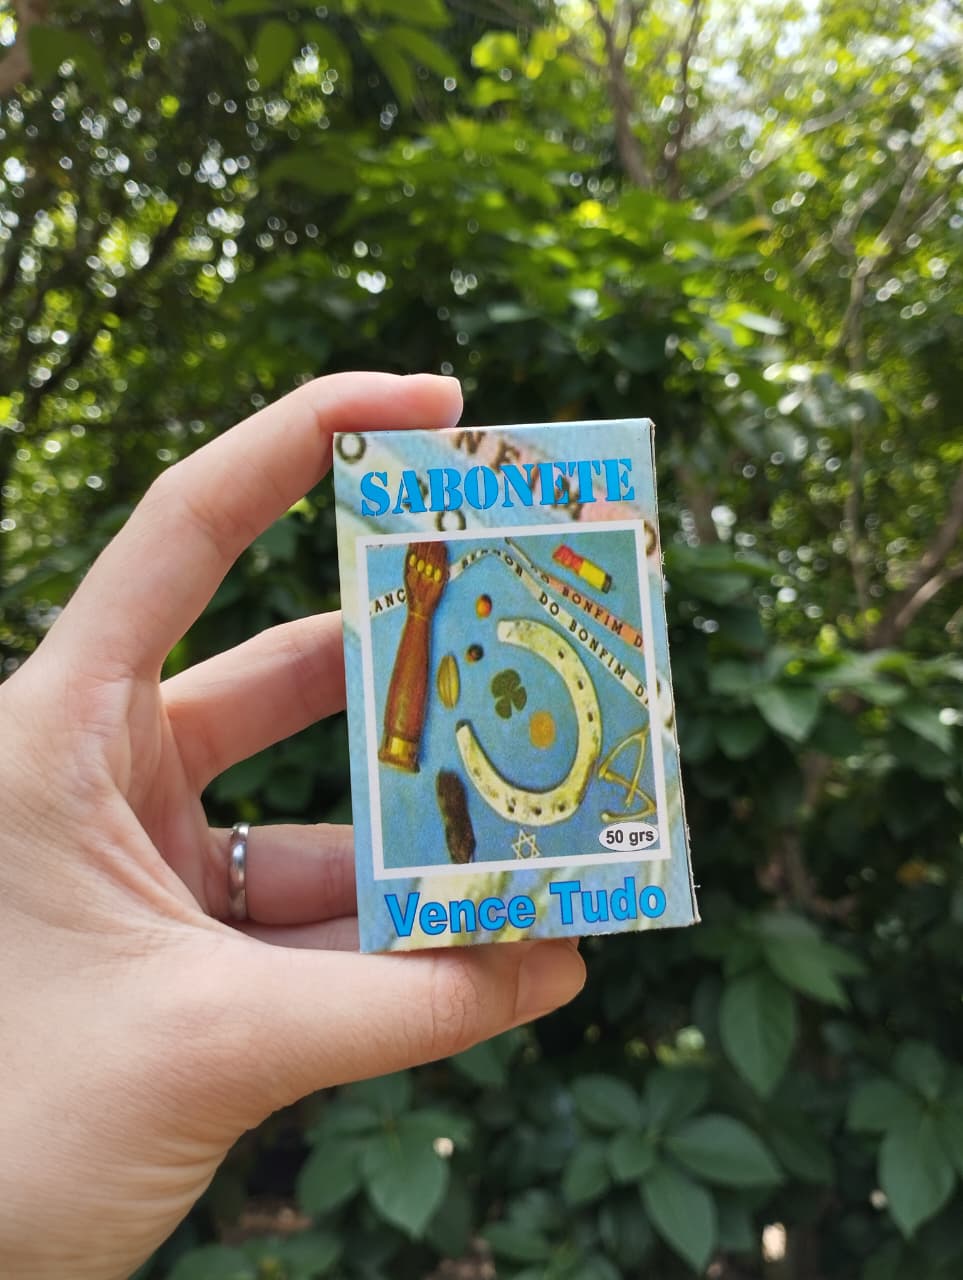 SABONETE
DO BONFIM D
DO BONFIM D
50 grs
Vence Tudo